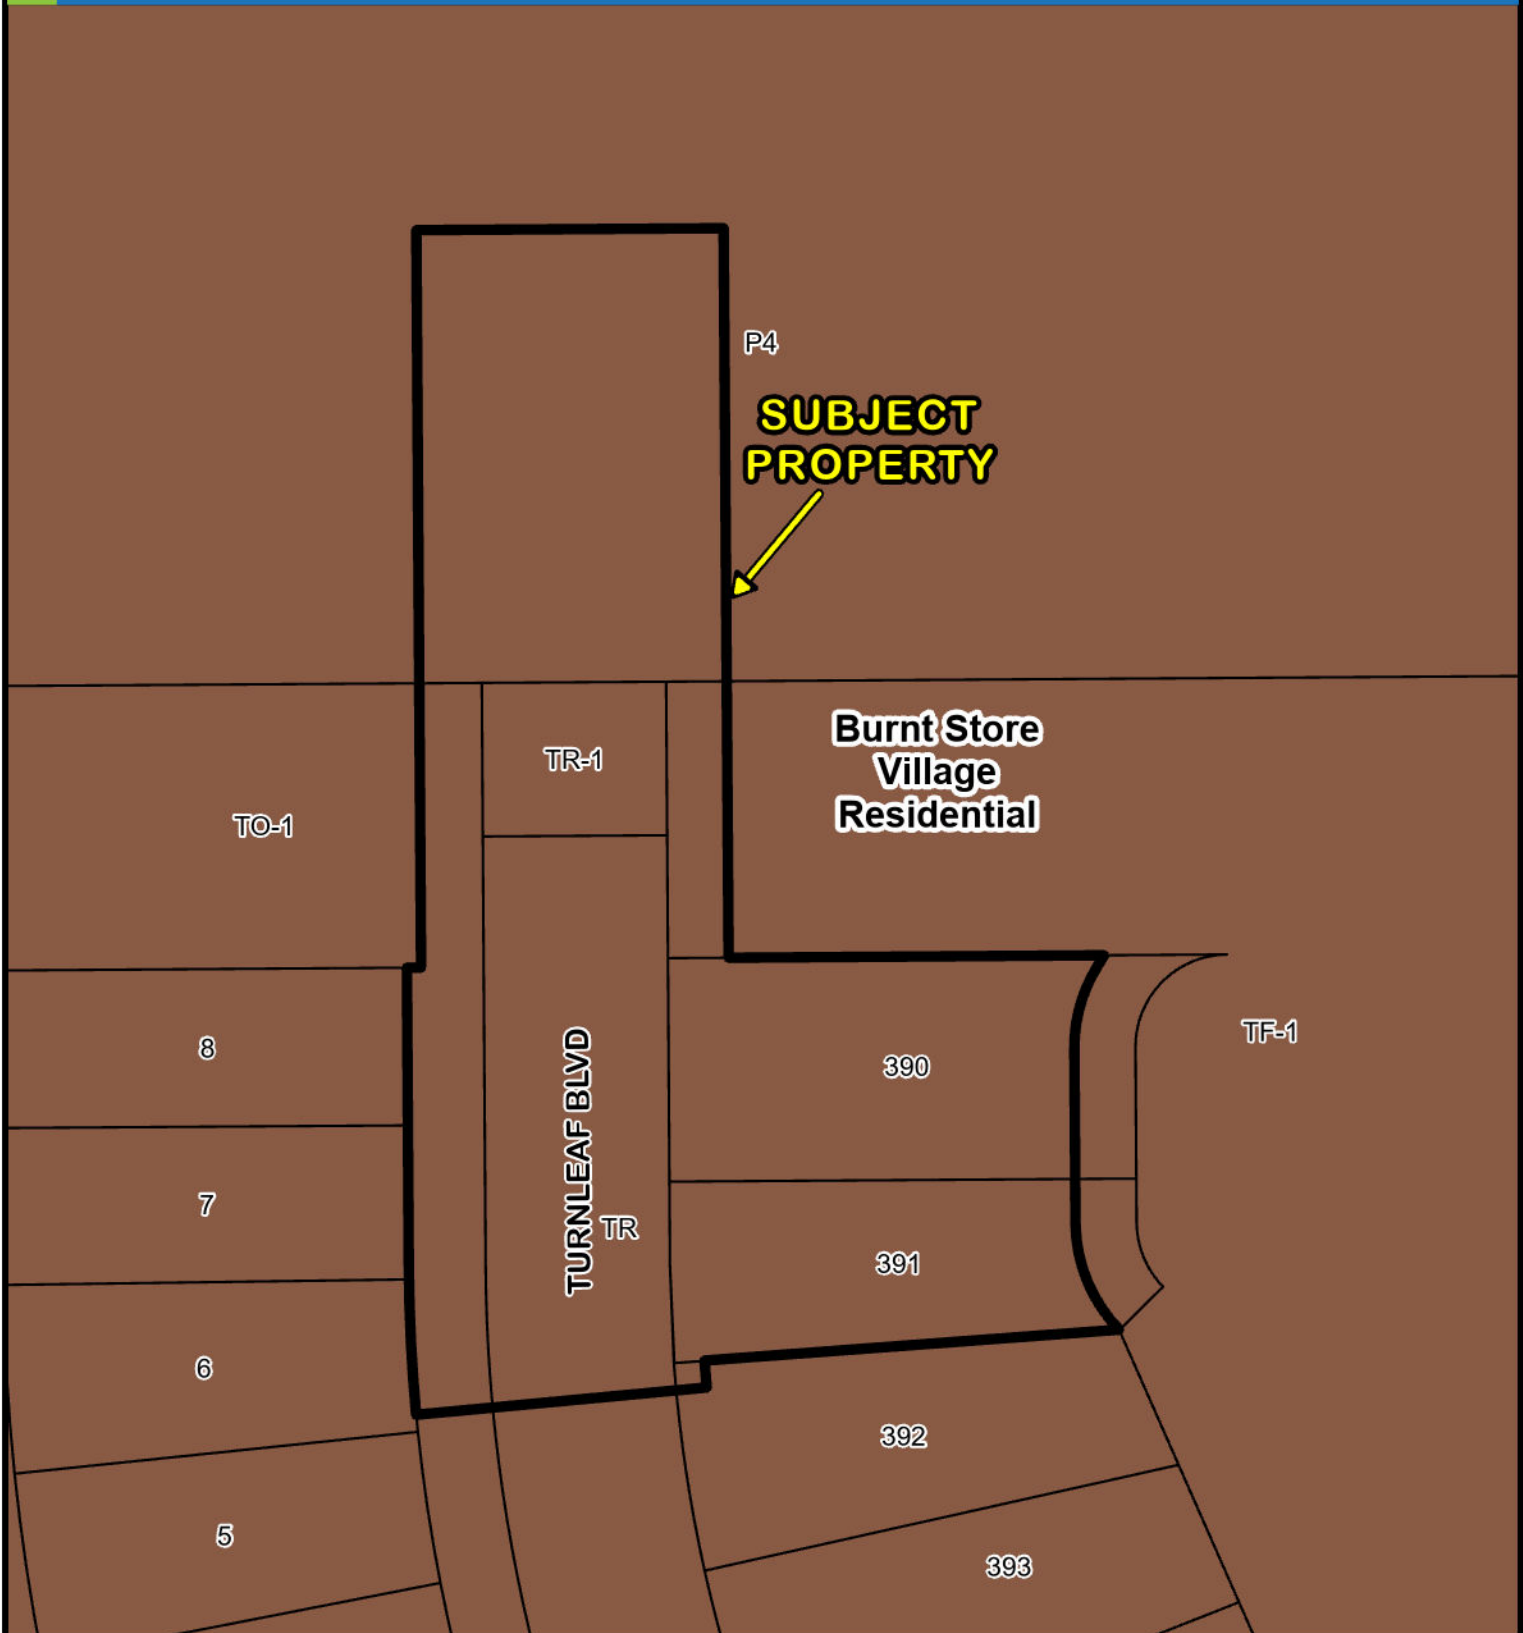 P4
SUBJECT
PROPERTY
Burnt Store
Village
Residential
TR-1
TO-1
TF-1
8
390
TURNLEAF BLVD
7
TR
391
6
392
5
393